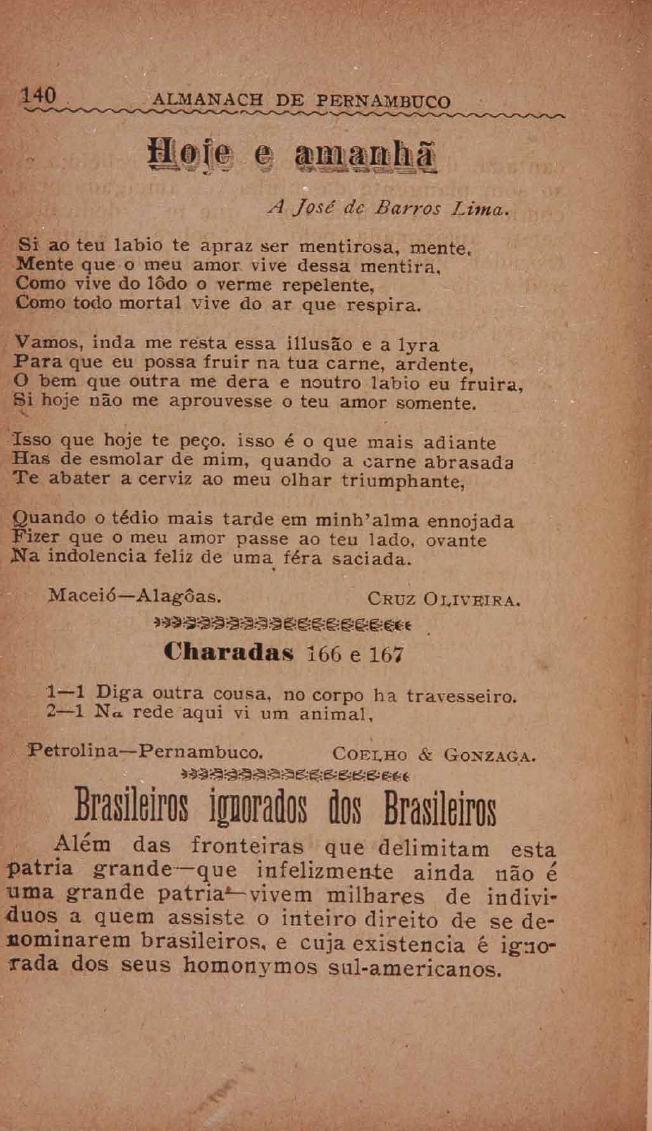 140 ALMANACH DE PERNAMBUCO
Hoje e amanhã
A José de Barros Lima.
Si ao teu labio te apraz ser mentirosa, mente,
Mente que o meu amor vive dessa mentira,
Como vive do lôdo o verme repelente,
Como todo mortal vive do ar que respira.
Vamos, inda me resta essa illusão e a lyra
Para que eu possa fruir na tua carne, ardente,
O bem que outra me dera e noutro labio eu fruira,
Si hoje não me aprouvesse o teu amor somente.
Isso que hoje te peço. isso é o que mais adiante
Has de esmolar de mim, quando a carne abrasada
Te abater a cerviz ao meu olhar triumphante,
Quando o tédio mais tarde em minh'alma ennojada
Fizer que o meu amor passe ao teu lado, ovante
Na indolencia feliz de uma féra saciada.
Maceió—Alagôas. CRUZ OLIVEIRA.
Charadas 166 e 167
1—1 Diga outra cousa, no corpo ha travesseiro.
2—1 Na rede aqui vi um animal,
Petrolina—Pernambuco. COELHO & GONZAGA.
Brasileiros ignorados dos Brasileiros
Além das fronteiras que delimitam esta
patria grande—que infelizmente ainda não é
uma grande patria—vivem milhares de indivi-
duos a quem assiste o inteiro direito de se de-
nominarem brasileiros, e cuja existencia é igno-
rada dos seus homonymos sul-americanos.